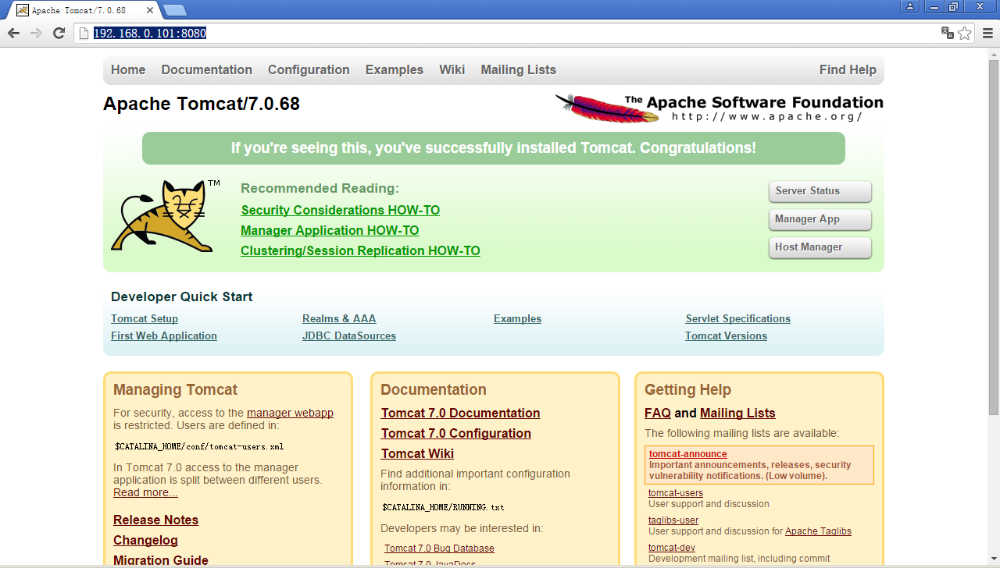 Apache Tomcat/7.0.68
192.168.0.101:8080
Home Documentation Configuration Examples Wiki Mailing Lists Find Help
Apache Tomcat/7.0.68
The Apache Software Foundation
http://www.apache.org/
If you're seeing this, you've successfully installed Tomcat. Congratulations!
TM
Recommended Reading:
Security Considerations HOW-TO
Manager Application HOW-TO
Clustering/Session Replication HOW-TO
Server Status
Manager App
Host Manager
Developer Quick Start
Tomcat Setup
First Web Application
Realms & AAA
JDBC DataSources
Examples
Servlet Specifications
Tomcat Versions
Managing Tomcat
For security, access to the manager webapp
is restricted. Users are defined in:
$CATALINA_HOME/conf/tomcat-users.xml
In Tomcat 7.0 access to the manager
application is split between different users.
Read more...
Release Notes
Changelog
Migration Guide
Documentation
Tomcat 7.0 Documentation
Tomcat 7.0 Configuration
Tomcat Wiki
Find additional important configuration
information in:
$CATALINA_HOME/RUNNING.txt
Developers may be interested in:
Tomcat 7.0 Bug Database
Tomcat 7.0 JavaDocs
Getting Help
FAQ and Mailing Lists
The following mailing lists are available:
tomcat-announce
Important announcements, releases, security
vulnerability notifications. (Low volume).
tomcat-users
User support and discussion
taglibs-user
User support and discussion for Apache Taglibs
tomcat-dev
Development mailing list, including commit